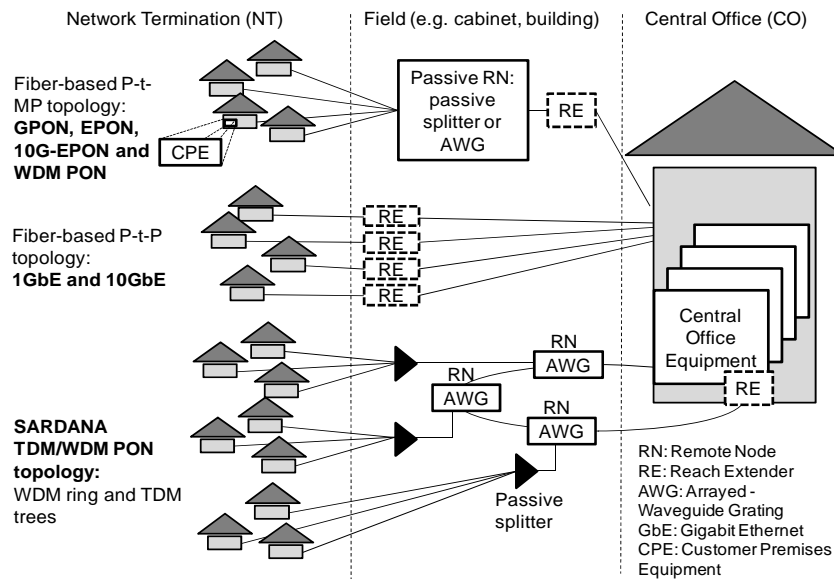 Network Termination (NT)
Field (e.g. cabinet, building)
Central Office (CO)
Fiber-based P-t-
MP topology:
GPON, EPON,
10G-EPON and
WDM PON
CPE
Passive RN:
passive
splitter or
AWG
RE
Fiber-based P-t-P
topology:
1GbE and 10GbE
RE
RE
RE
RE
Central
Office
Equipment
RE
SARDANA
TDM/WDM PON
topology:
WDM ring and TDM
trees
RN
AWG
RN
AWG
RN
AWG
Passive
splitter
RN: Remote Node
RE: Reach Extender
AWG: Arrayed -
Waveguide Grating
GbE: Gigabit Ethernet
CPE: Customer Premises
Equipment